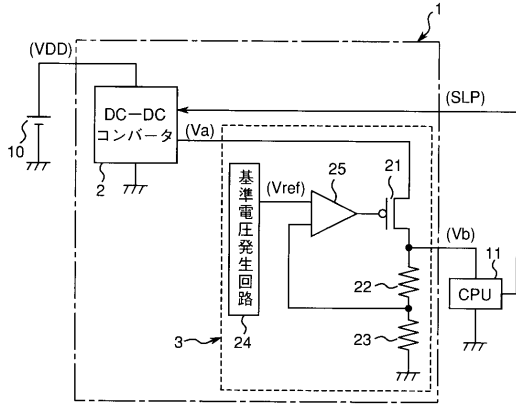 1
(VDD)
(SLP)
DC−DC
コンバータ
(Va)
10
2
25
21
(Vref)
基準電圧発生回路
(Vb)
11
22
CPU
3
24
23